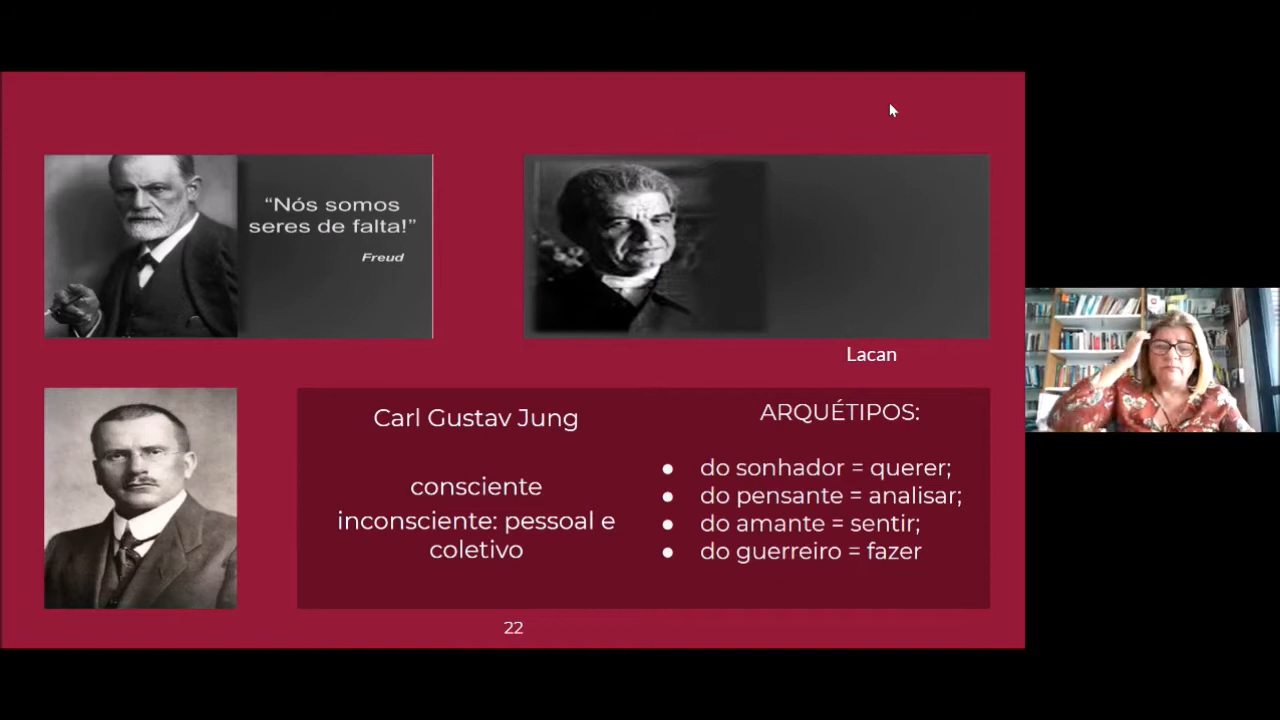 “Nós somos
seres de falta!”
Freud
Lacan
Carl Gustav Jung
consciente
inconsciente: pessoal e
coletivo
ARQUÉTIPOS:
● do sonhador = querer;
● do pensante = analisar;
● do amante = sentir;
● do guerreiro = fazer
22